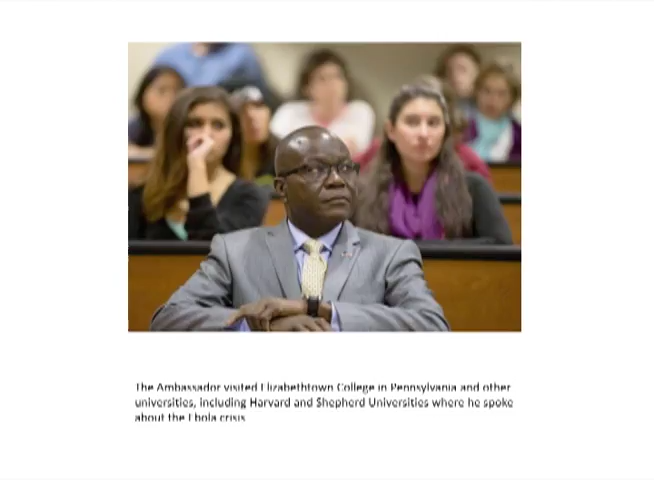 The Ambassador visited Elizabethtown College in Pennsylvania and other
universities, including Harvard and Shepherd Universities where he spoke
about the Ebola crisis